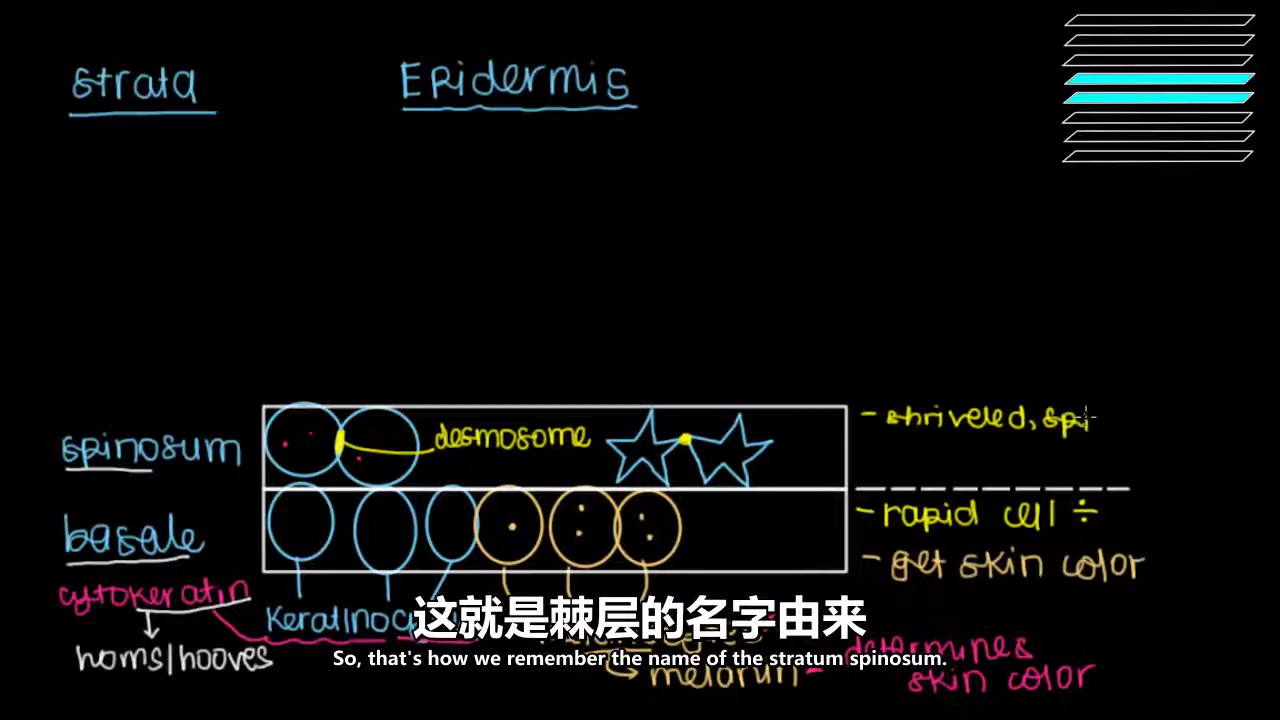 strata
Epidermis
spinosum
desmosome
- shriveled, spi
basale
- rapid cell ÷
- get skin color
cytokeratin
horns/hooves
这就是棘层的名字由来
So, that's how we remember the name of the stratum spinosum.
determines
skin color